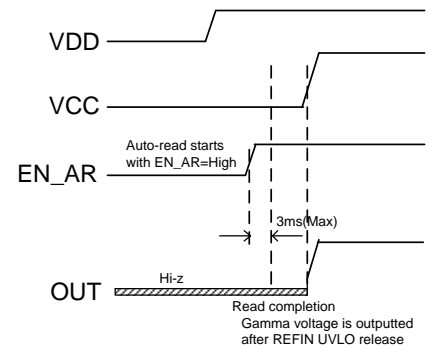 VDD
VCC
Auto-read starts
with EN_AR=High
EN_AR
3ms(Max)
Hi-z
OUT
Read completion
Gamma voltage is outputted
after REFIN UVLO release